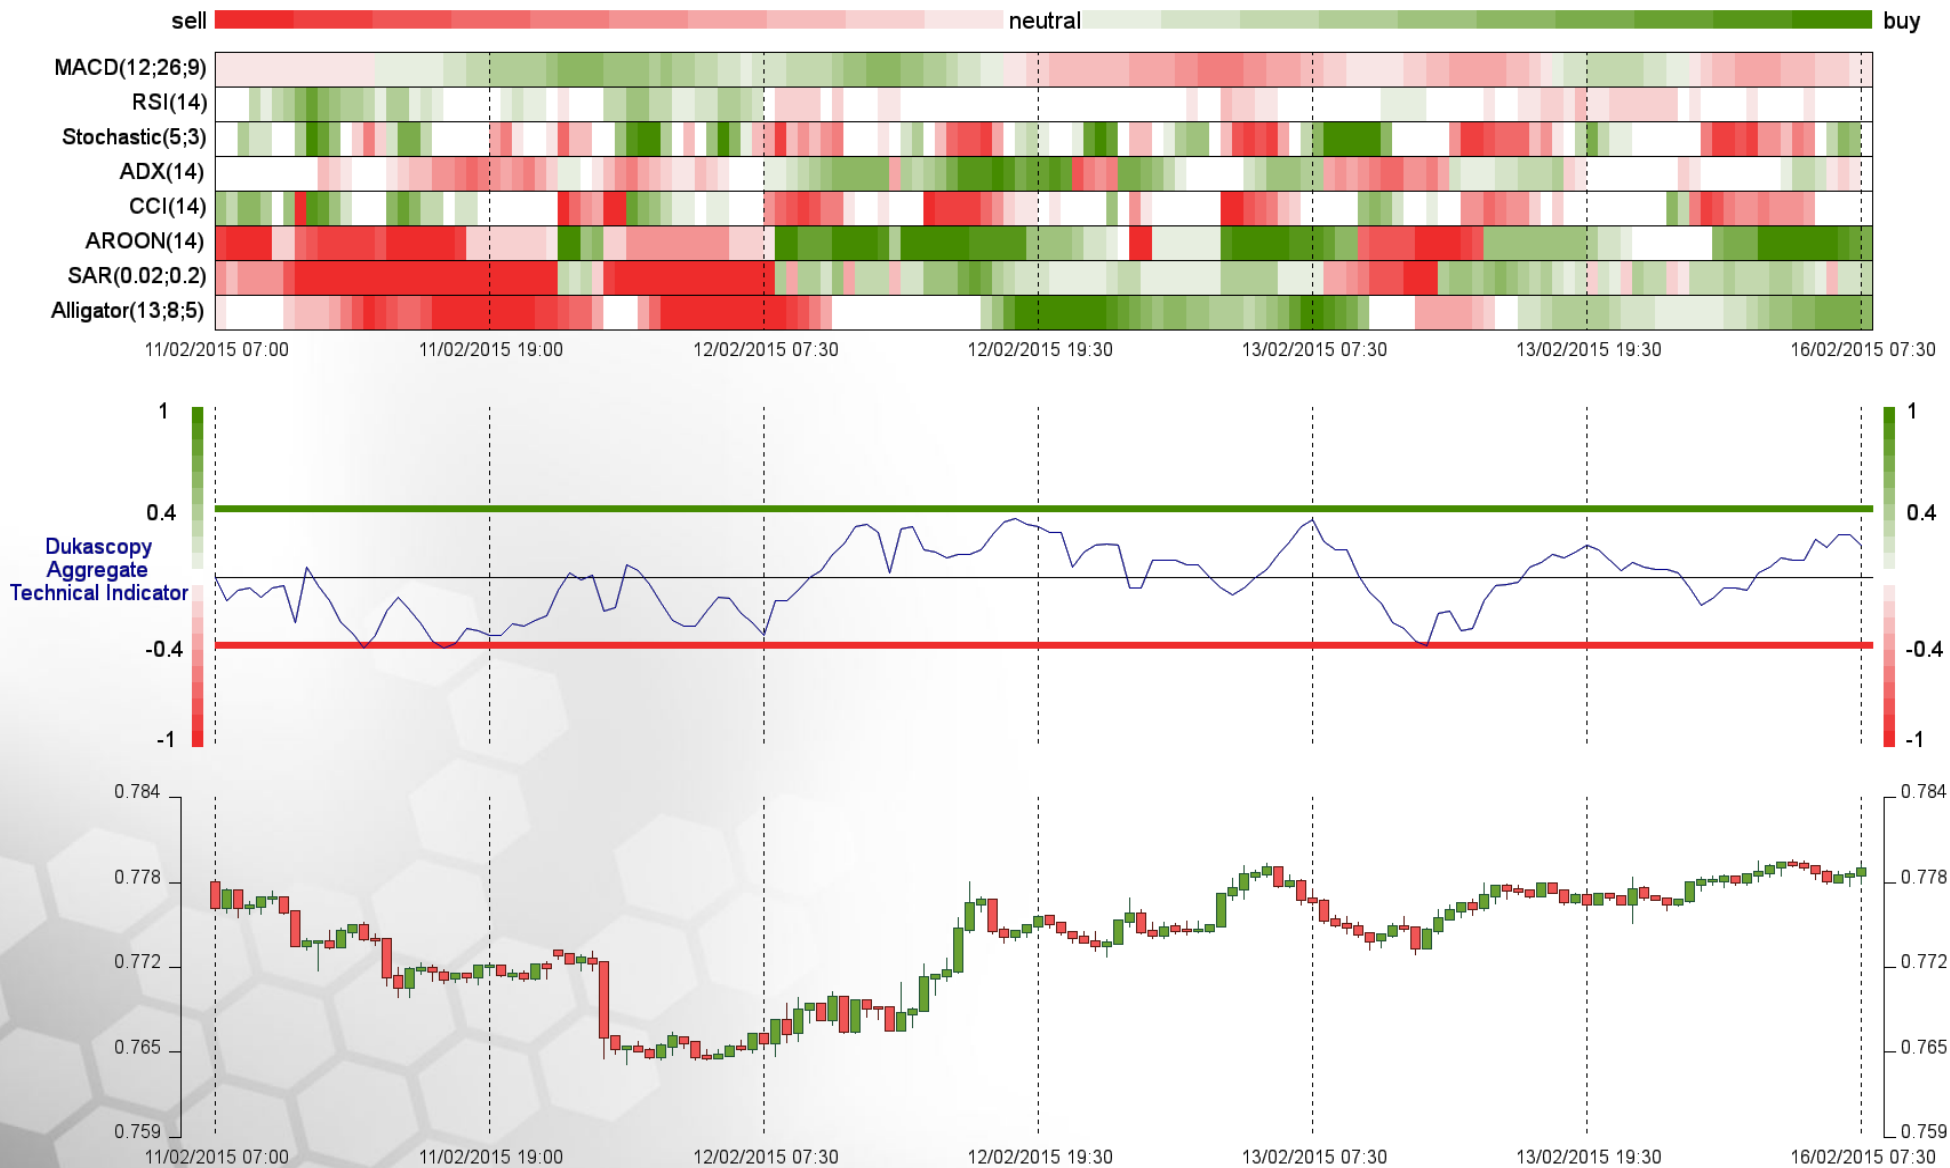 sell neutral buy
MACD(12;26;9)
RSI(14)
Stochastic(5;3)
ADX(14)
CCI(14)
AROON(14)
SAR(0.02;0.2)
Alligator(13;8;5)
11/02/2015 07:00 11/02/2015 19:00 12/02/2015 07:30 12/02/2015 19:30 13/02/2015 07:30 13/02/2015 19:30 16/02/2015 07:30
1 1
0.4 0.4
Dukascopy
Aggregate
Technical Indicator
-0.4 -0.4
-1 -1
0.784 0.784
0.778 0.778
0.772 0.772
0.765 0.765
0.759 0.759
11/02/2015 07:00 11/02/2015 19:00 12/02/2015 07:30 12/02/2015 19:30 13/02/2015 07:30 13/02/2015 19:30 16/02/2015 07:30